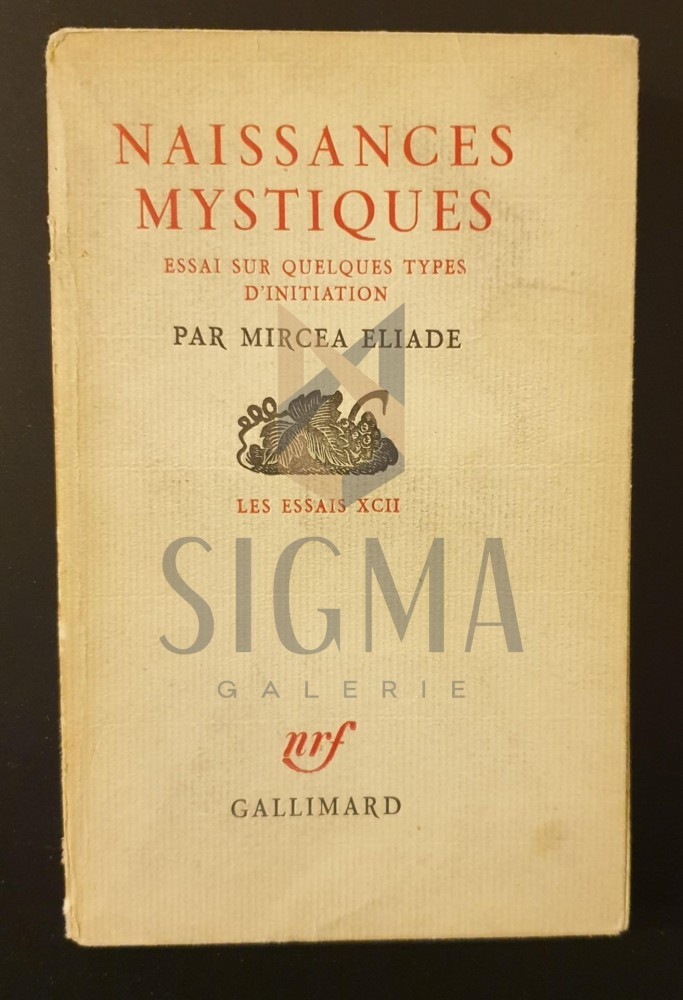 NAISSANCES
MYSTIQUES
ESSAI SUR QUELQUES TYPES
D'INITIATION
PAR MIRCEA ELIADE
LES ESSAIS XCII
SIGMA
GALERIE
nrf
GALLIMARD